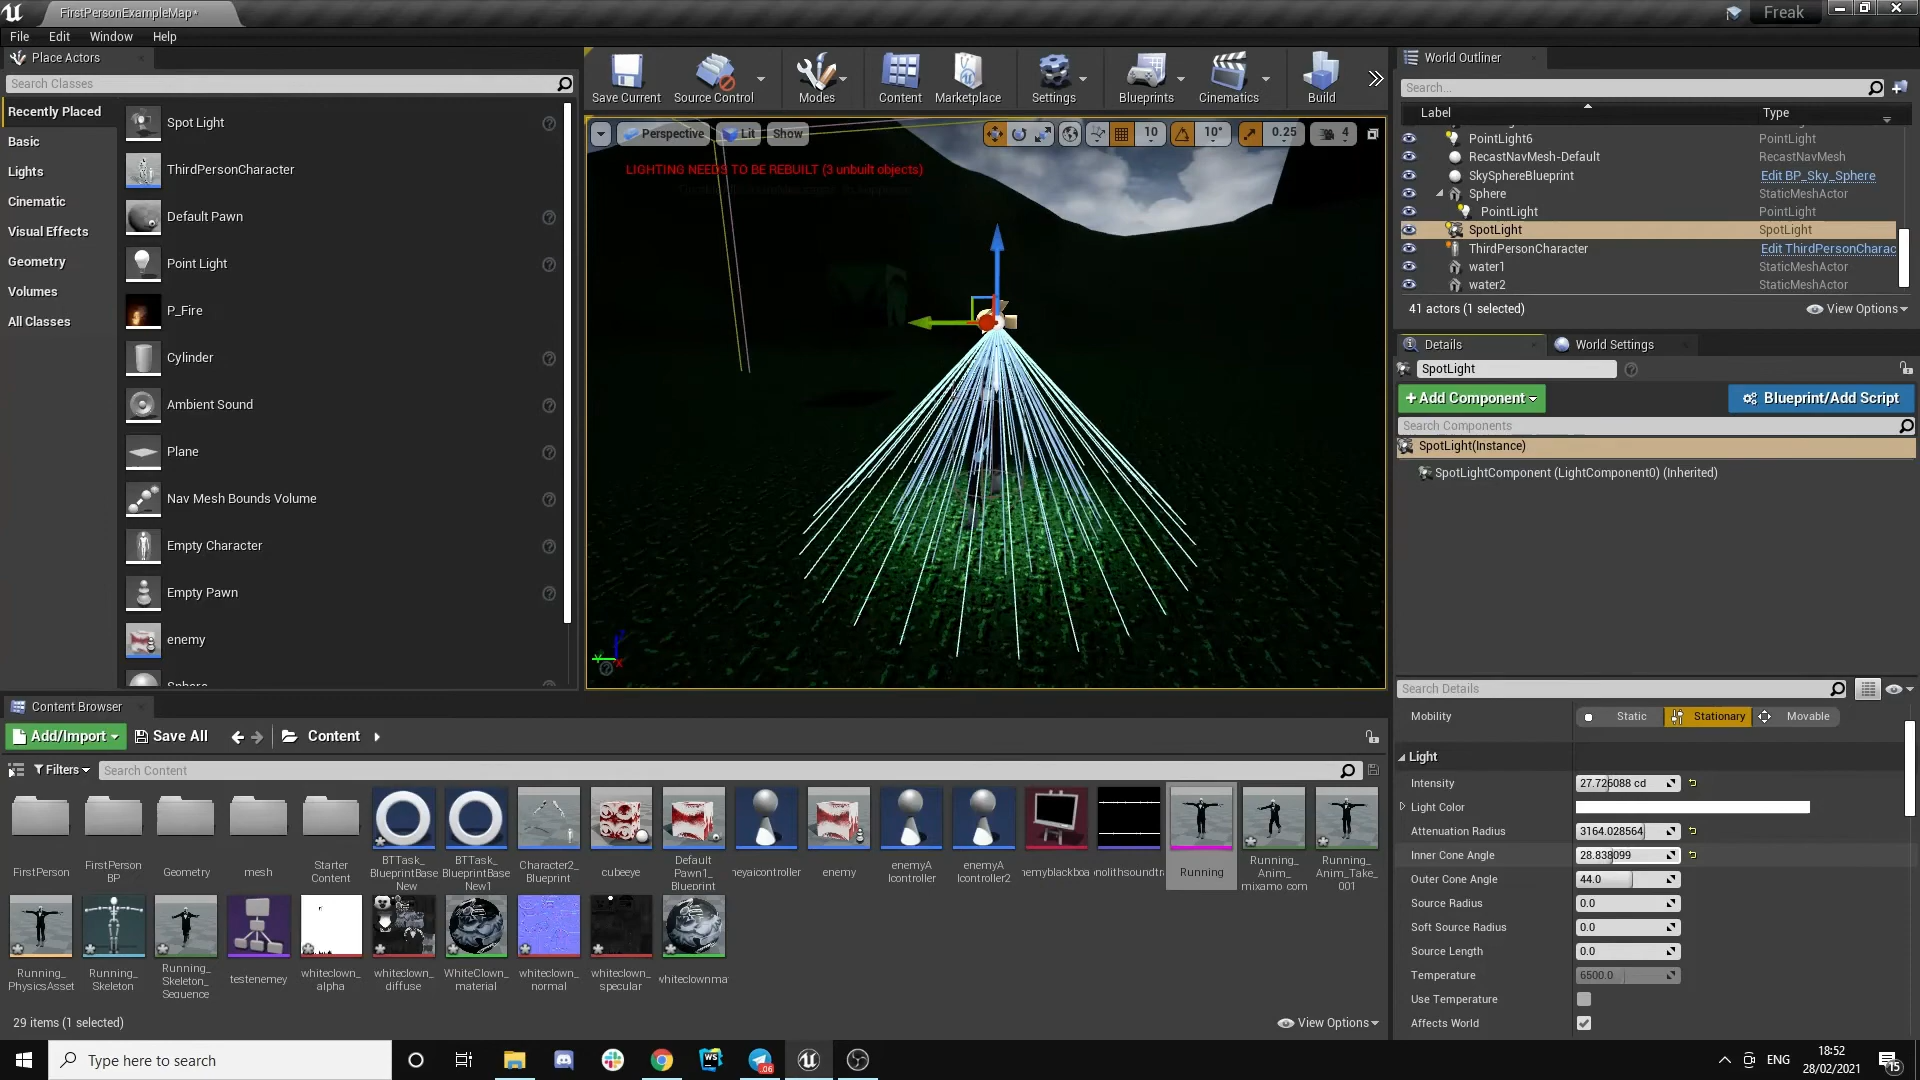 FirstPersonExampleMap*
Freak
File Edit Window Help
Place Actors
Search Classes
Recently Placed
Basic
Lights
Cinematic
Visual Effects
Geometry
Volumes
All Classes
Spot Light
ThirdPersonCharacter
Default Pawn
Point Light
P_Fire
Cylinder
Ambient Sound
Plane
Nav Mesh Bounds Volume
Empty Character
Empty Pawn
enemy
Sphere
Save Current
Source Control
Modes
Content
Marketplace
Settings
Blueprints
Cinematics
Build
Perspective
Lit
Show
10
10°
0.25
4
LIGHTING NEEDS TO BE REBUILT (3 unbuilt objects)
World Outliner
Search...
Label Type
PointLight6 PointLight
RecastNavMesh-Default RecastNavMesh
SkySphereBlueprint Edit BP_Sky_Sphere
Sphere StaticMeshActor
PointLight PointLight
SpotLight SpotLight
ThirdPersonCharacter Edit ThirdPersonCharac
water1 StaticMeshActor
water2 StaticMeshActor
41 actors (1 selected)
View Options
Details
World Settings
SpotLight
+Add Component
Blueprint/Add Script
Search Components
SpotLight(Instance)
SpotLightComponent (LightComponent0) (Inherited)
Search Details
Mobility Static Stationary Movable
Light
Intensity 27.726088 cd
Light Color
Attenuation Radius 3164.028564
Inner Cone Angle 28.838099
Outer Cone Angle 44.0
Source Radius 0.0
Soft Source Radius 0.0
Source Length 0.0
Temperature 6500.0
Use Temperature
Affects World
Content Browser
Add/Import
Save All
Content
Filters
Search Content
FirstPerson
FirstPerson
BP
Geometry
mesh
Starter
Content
BTTask_
BlueprintBase
New
BTTask_
BlueprintBase
New1
Character2_
Blueprint
cubeeye
Default
Pawn1_
Blueprint
neyaicontroller
enemy
enemyA
Icontroller
enemyA
Icontroller2
nemyblackboa
nolithsoundtr
Running
Running_
Anim_
mixamo_com
Running_
Anim_Take_
001
Running_
PhysicsAsset
Running_
Skeleton
Running_
Skeleton_
Sequence
testenemey
whiteclown_
alpha
whiteclown_
diffuse
WhiteClown_
material
whiteclown_
normal
whiteclown_
specular
whiteclownma
29 items (1 selected)
View Options
Type here to search
WS
ENG
18:52
28/02/2021
15